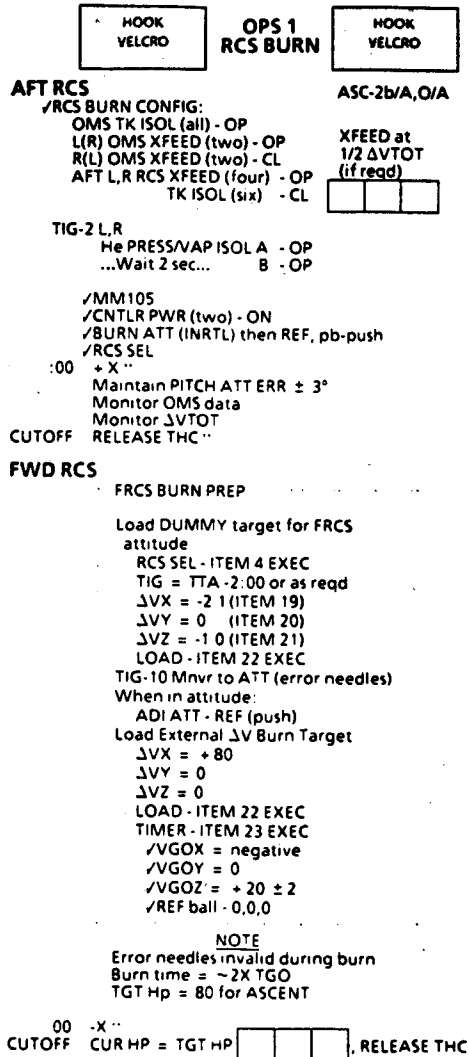 HOOK
VELCRO
OPS 1
RCS BURN
HOOK
VELCRO
AFT RCS
ASC-2b/A,O/A
√RCS BURN CONFIG:
OMS TK ISOL (all) - OP
L(R) OMS XFEED (two) - OP
R(L) OMS XFEED (two) - CL
AFT L,R RCS XFEED (four) - OP
TK ISOL (six) - CL
XFEED at
1/2 ΔVTOT
(if reqd)
TIG-2 L,R
He PRESS/VAP ISOL A - OP
...Wait 2 sec... B - OP
√MM105
√CNTLR PWR (two) - ON
√BURN ATT (INRTL) then REF, pb-push
√RCS SEL
:00 + X ··
Maintain PITCH ATT ERR ± 3°
Monitor OMS data
Monitor ΔVTOT
CUTOFF RELEASE THC ··
FWD RCS
FRCS BURN PREP
Load DUMMY target for FRCS
attitude
RCS SEL - ITEM 4 EXEC
TIG = TTA -2:00 or as reqd
ΔVX = -2 1 (ITEM 19)
ΔVY = 0 (ITEM 20)
ΔVZ = -1 0 (ITEM 21)
LOAD - ITEM 22 EXEC
TIG-10 Mnvr to ATT (error needles)
When in attitude:
ADI ATT - REF (push)
Load External ΔV Burn Target
ΔVX = +80
ΔVY = 0
ΔVZ = 0
LOAD - ITEM 22 EXEC
TIMER - ITEM 23 EXEC
√VGOX = negative
√VGOY = 0
√VGOZ = +20 ±2
√REF ball - 0,0,0
NOTE
Error needles invalid during burn
Burn time = ~2X TGO
TGT Hp = 80 for ASCENT
00 -X ··
CUTOFF CUR HP = TGT HP , RELEASE THC